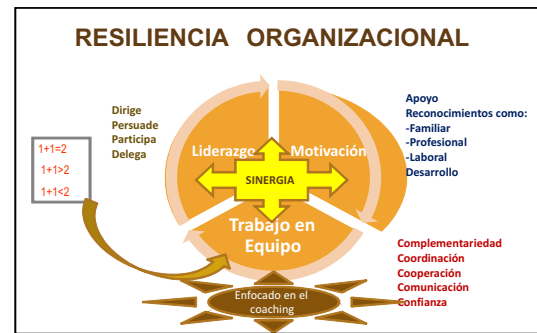 RESILIENCIA ORGANIZACIONAL
Dirige
Persuade
Participa
Delega
Apoyo
Reconocimientos como:
-Familiar
-Profesional
-Laboral
Desarrollo
1+1=2
1+1>2
1+1<2
Liderazgo
Motivación
SINERGIA
Trabajo en
Equipo
Complementariedad
Coordinación
Cooperación
Comunicación
Confianza
Enfocado en el
coaching